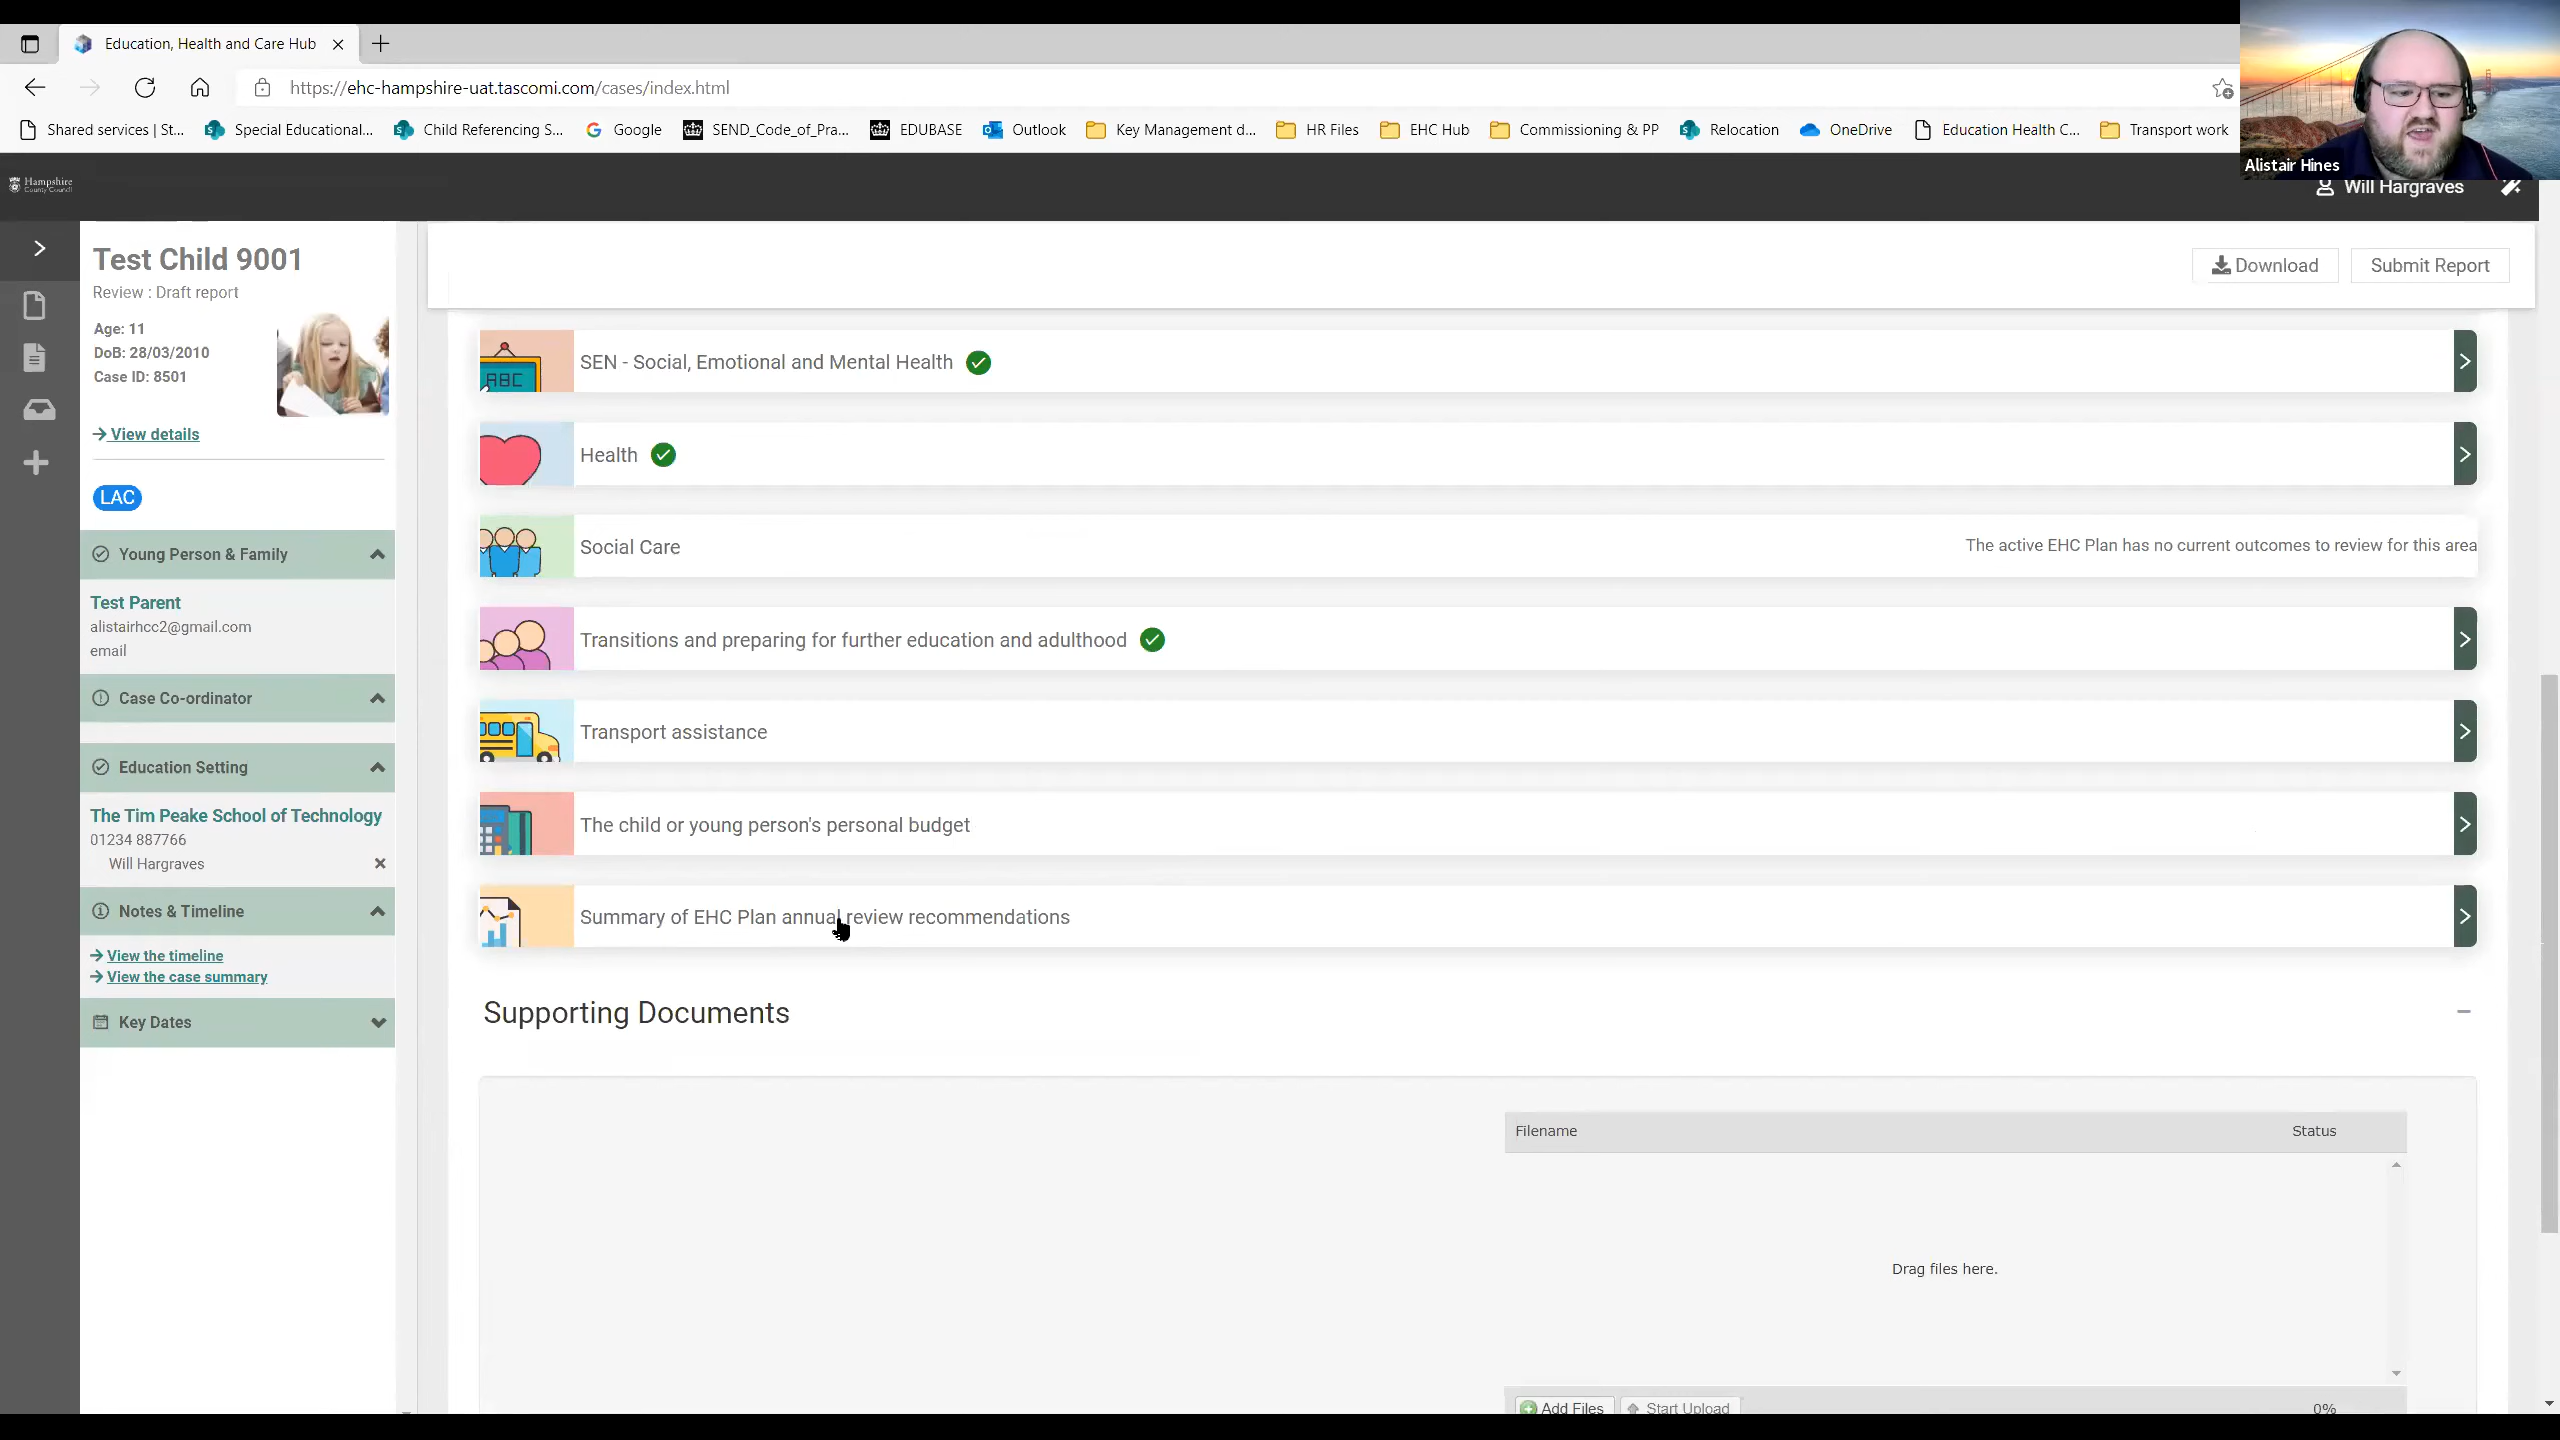 Education, Health and Care Hub
https://ehc-hampshire-uat.tascomi.com/cases/index.html
Shared services | St...
Special Educational...
Child Referencing S...
Google
SEND_Code_of_Pra...
EDUBASE
Outlook
Key Management d...
HR Files
EHC Hub
Commissioning & PP
Relocation
OneDrive
Education Health C...
Transport work
Alistair Hines
Hampshire
County Council
Will Hargraves
Test Child 9001
Review : Draft report
Age: 11
DoB: 28/03/2010
Case ID: 8501
View details
LAC
Young Person & Family
Test Parent
alistairhcc2@gmail.com
email
Case Co-ordinator
Education Setting
The Tim Peake School of Technology
01234 887766
Will Hargraves
Notes & Timeline
View the timeline
View the case summary
Key Dates
Download
Submit Report
ABC
SEN - Social, Emotional and Mental Health
Health
Social Care
The active EHC Plan has no current outcomes to review for this area
Transitions and preparing for further education and adulthood
Transport assistance
The child or young person's personal budget
Summary of EHC Plan annual review recommendations
Supporting Documents
Filename
Status
Drag files here.
Add Files
Start Upload
0%